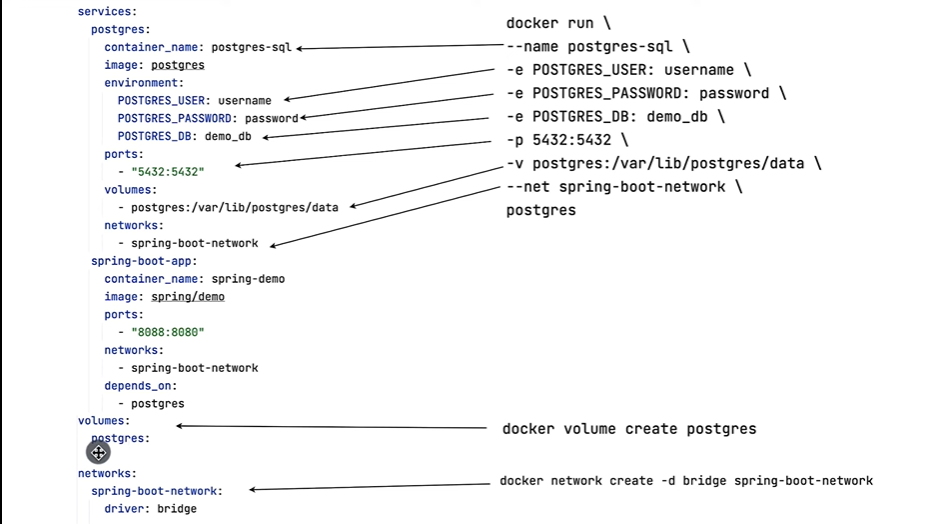 services:
postgres:
container_name: postgres-sql
image: postgres
environment:
POSTGRES_USER: username
POSTGRES_PASSWORD: password
POSTGRES_DB: demo_db
ports:
- "5432:5432"
volumes:
- postgres:/var/lib/postgres/data
networks:
- spring-boot-network
spring-boot-app:
container_name: spring-demo
image: spring/demo
ports:
- "8088:8080"
networks:
- spring-boot-network
depends_on:
- postgres
volumes:
postgres:
networks:
spring-boot-network:
driver: bridge
docker run \
--name postgres-sql \
-e POSTGRES_USER: username \
-e POSTGRES_PASSWORD: password \
-e POSTGRES_DB: demo_db \
-p 5432:5432 \
-v postgres:/var/lib/postgres/data \
--net spring-boot-network \
postgres
docker volume create postgres
docker network create -d bridge spring-boot-network